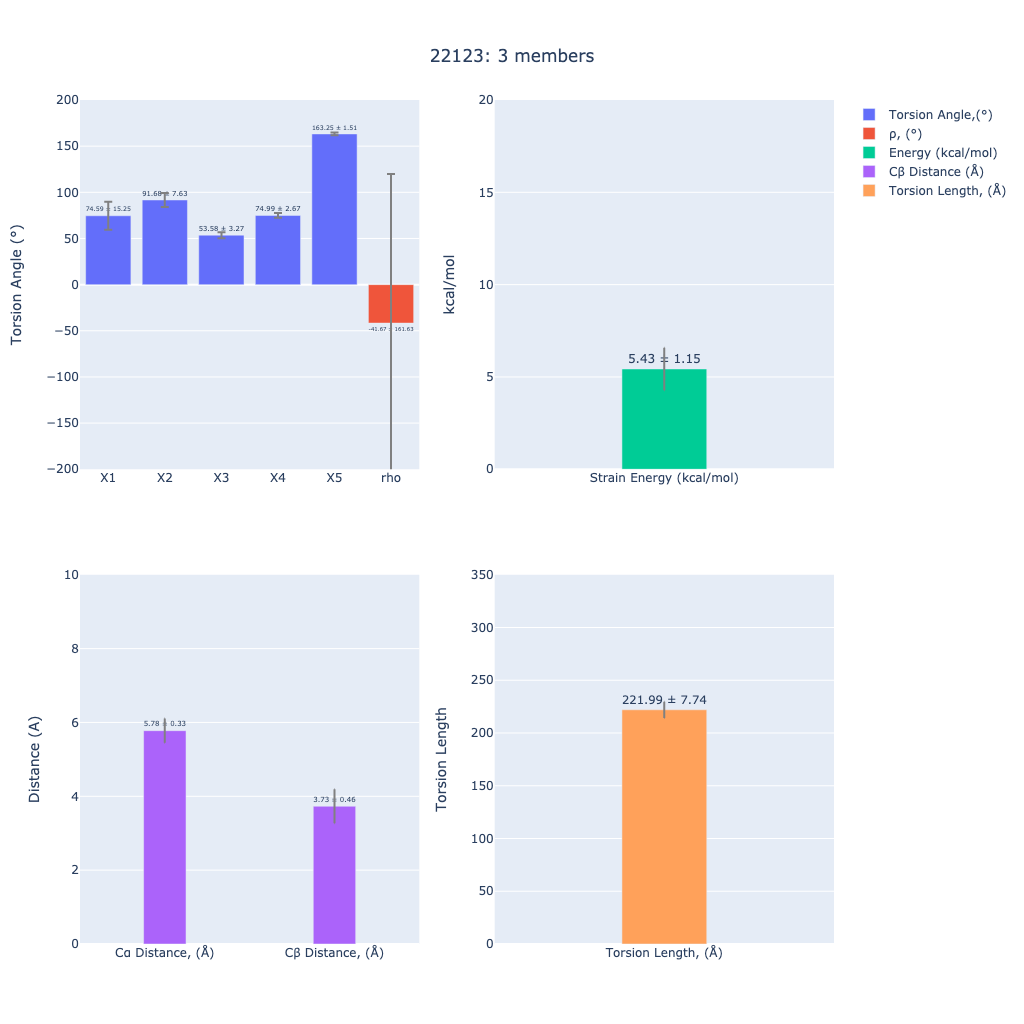 22123: 3 members
200
150
100
50
0
−50
−100
−150
−200
Torsion Angle (°)
74.59 ± 15.25
91.68 ± 7.63
53.58 ± 3.27
74.99 ± 2.67
163.25 ± 1.51
-41.67 ± 161.63
X1
X2
X3
X4
X5
rho
20
15
10
5
0
kcal/mol
5.43 ± 1.15
Strain Energy (kcal/mol)
Torsion Angle,(°)
ρ, (°)
Energy (kcal/mol)
Cβ Distance (Å)
Torsion Length, (Å)
10
8
6
4
2
0
Distance (A)
5.78 ± 0.33
3.73 ± 0.46
Cα Distance, (Å)
Cβ Distance, (Å)
350
300
250
200
150
100
50
0
Torsion Length
221.99 ± 7.74
Torsion Length, (Å)